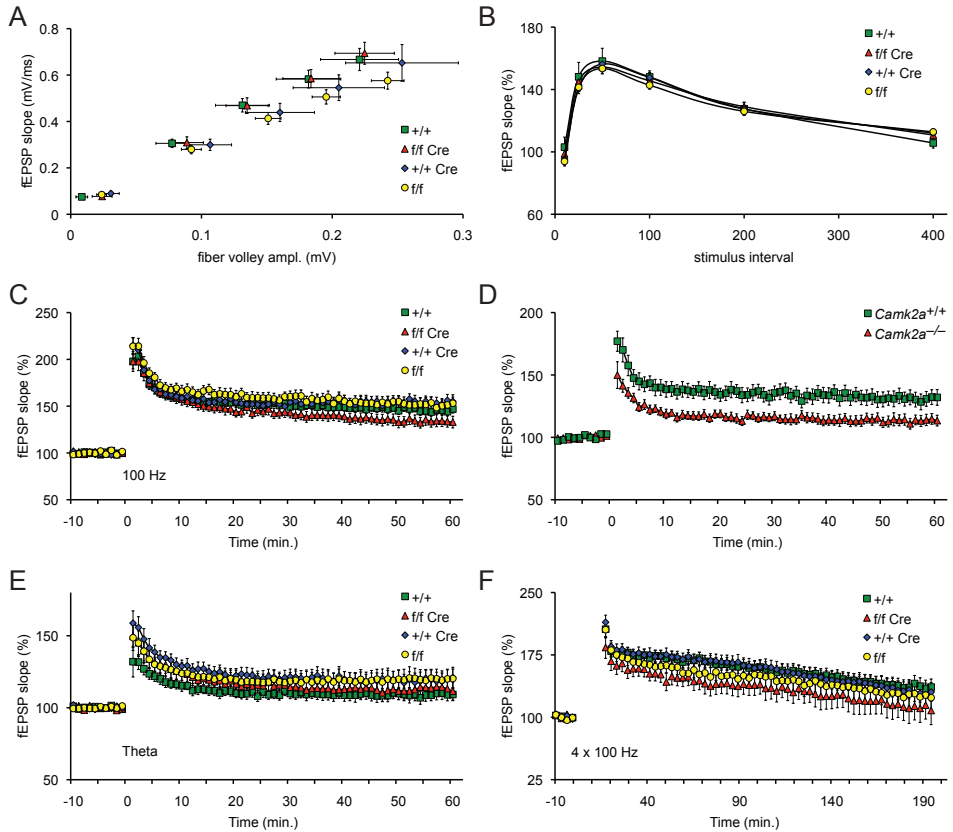 A
fEPSP slope (mV/ms)
0.8
0.6
0.4
0.2
0
0
0.1
0.2
0.3
fiber volley ampl. (mV)
+/+
f/f Cre
+/+ Cre
f/f
B
fEPSP slope (%)
180
140
100
60
0
100
200
300
400
stimulus interval
+/+
f/f Cre
+/+ Cre
f/f
C
fEPSP slope (%)
250
200
150
100
50
-10
0
10
20
30
40
50
60
Time (min.)
100 Hz
+/+
f/f Cre
+/+ Cre
f/f
D
fEPSP slope (%)
200
150
100
50
-10
0
10
20
30
40
50
60
Time (min.)
Camk2a+/+
Camk2a–/–
E
fEPSP slope (%)
150
100
50
-10
0
10
20
30
40
50
60
Time (min.)
Theta
+/+
f/f Cre
+/+ Cre
f/f
F
fEPSP slope (%)
250
175
100
25
-10
40
90
140
190
Time (min.)
4 x 100 Hz
+/+
f/f Cre
+/+ Cre
f/f